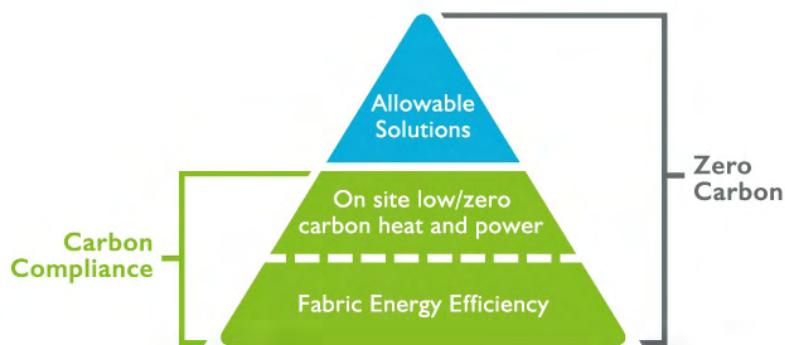 Allowable
Solutions
On site low/zero
carbon heat and power
Fabric Energy Efficiency
Carbon
Compliance
Zero
Carbon